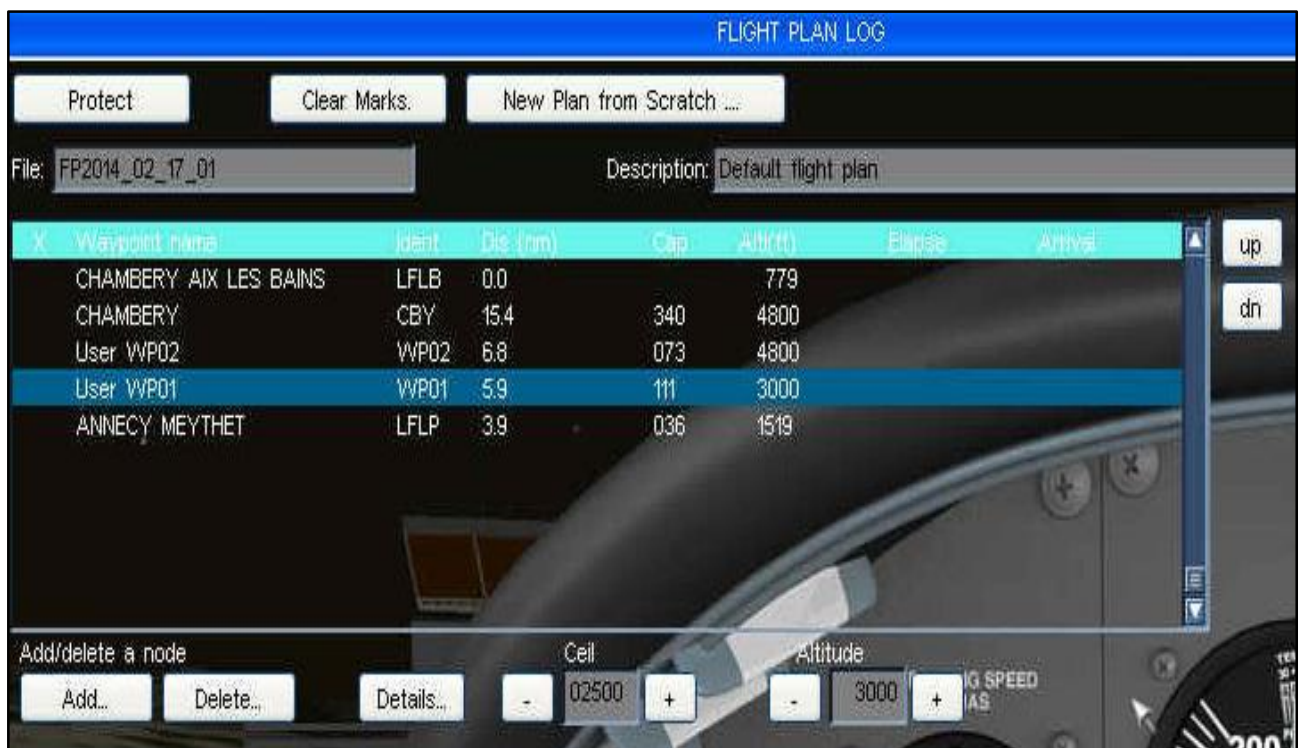 FLIGHT PLAN LOG
Protect Clear Marks. New Plan from Scratch ....
File: FP2014_02_17_01 Description: Default flight plan
X Waypoint name Ident Dis (nm) Cap Alti(ft) Elapse Arrival up
CHAMBERY AIX LES BAINS LFLB 0.0 779
dn
CHAMBERY CBY 15.4 340 4800
User WP02 WP02 6.8 073 4800
User WP01 WP01 5.9 111 3000
ANNECY MEYTHET LFLP 3.9 036 1519
Add/delete a node Ceil Altitude
Add... Delete... Details... - 02500 + - 3000 + G SPEED
IAS
200